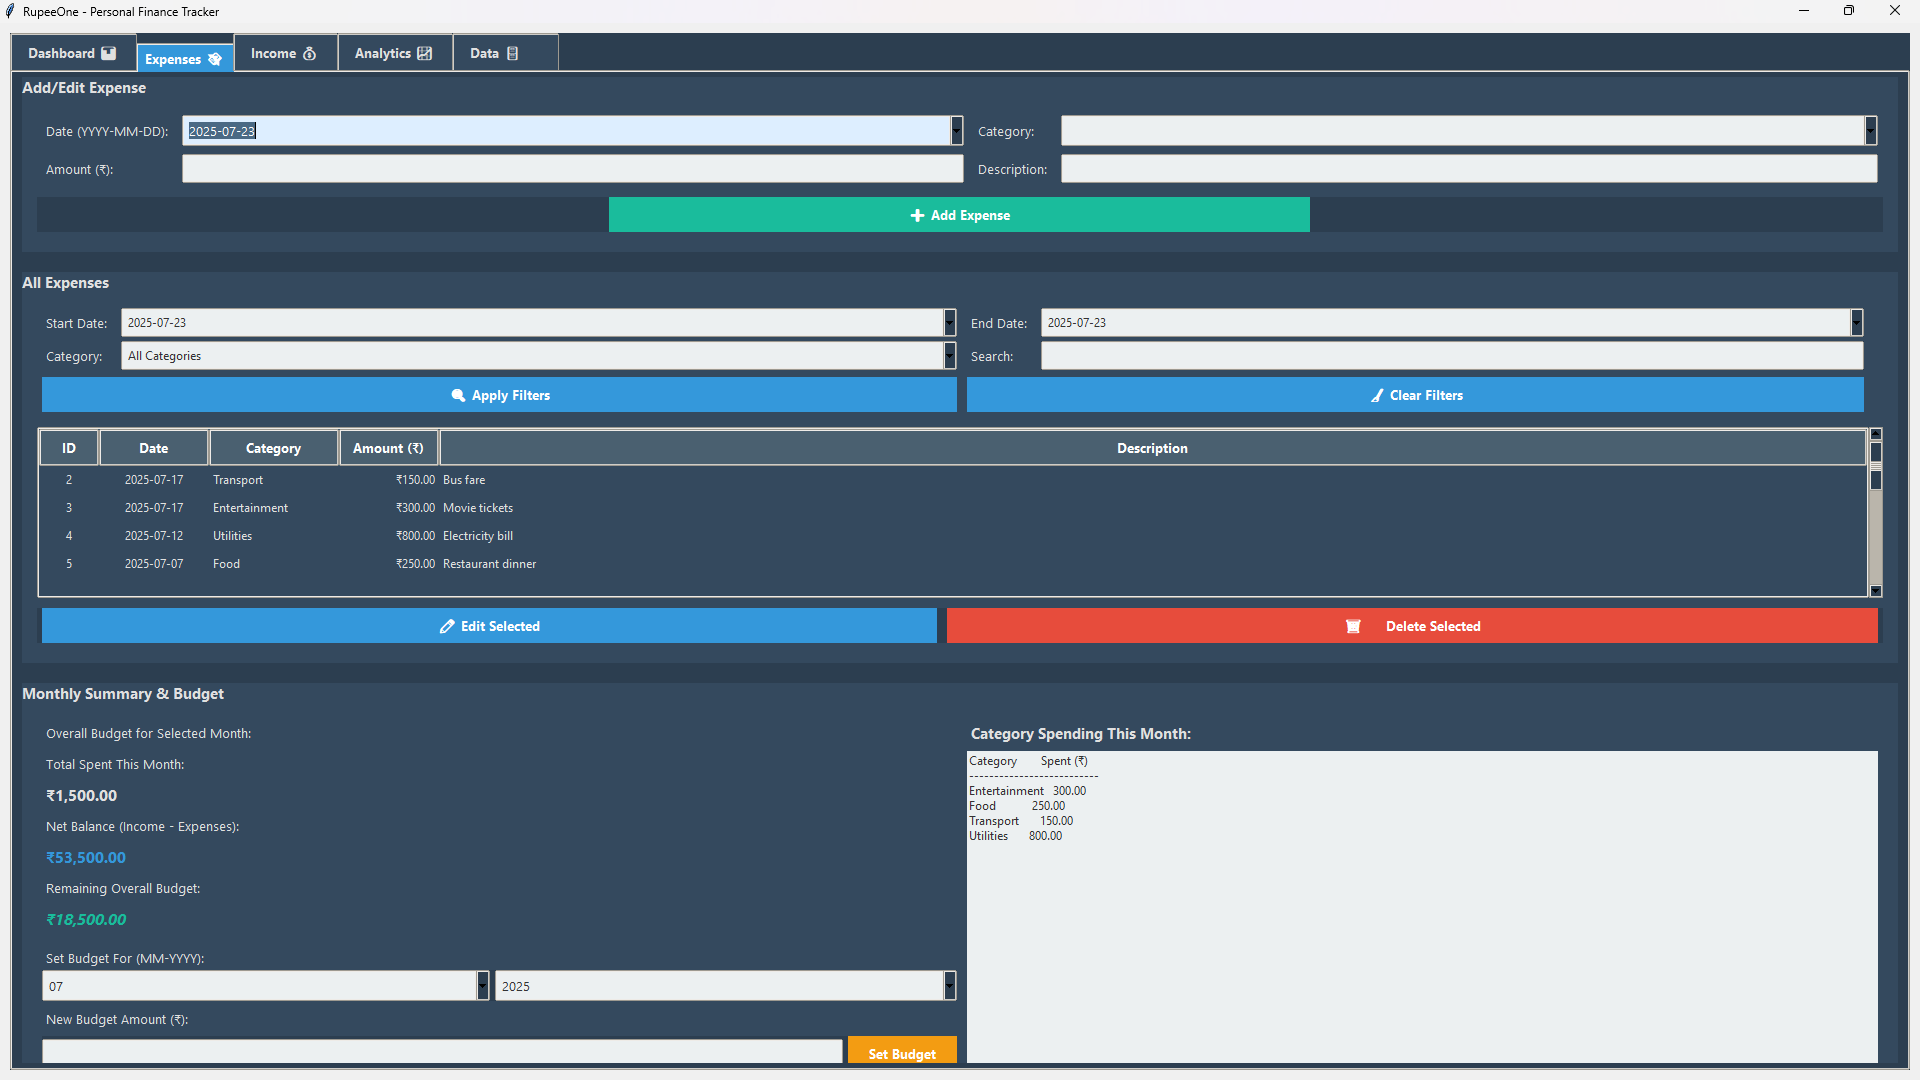 RupeeOne - Personal Finance Tracker
Dashboard Expenses Income Analytics Data
Add/Edit Expense
Date (YYYY-MM-DD): 2025-07-23 Category:
Amount (₹): Description:
Add Expense
All Expenses
Start Date: 2025-07-23 End Date: 2025-07-23
Category: All Categories Search:
Apply Filters Clear Filters
ID Date Category Amount (₹) Description
2 2025-07-17 Transport ₹150.00 Bus fare
3 2025-07-17 Entertainment ₹300.00 Movie tickets
4 2025-07-12 Utilities ₹800.00 Electricity bill
5 2025-07-07 Food ₹250.00 Restaurant dinner
Edit Selected Delete Selected
Monthly Summary & Budget
Overall Budget for Selected Month:
Total Spent This Month:
₹1,500.00
Net Balance (Income - Expenses):
₹53,500.00
Remaining Overall Budget:
₹18,500.00
Set Budget For (MM-YYYY):
07 2025
New Budget Amount (₹):
Set Budget
Category Spending This Month:
Category Spent (₹)
--------------------------
Entertainment 300.00
Food 250.00
Transport 150.00
Utilities 800.00